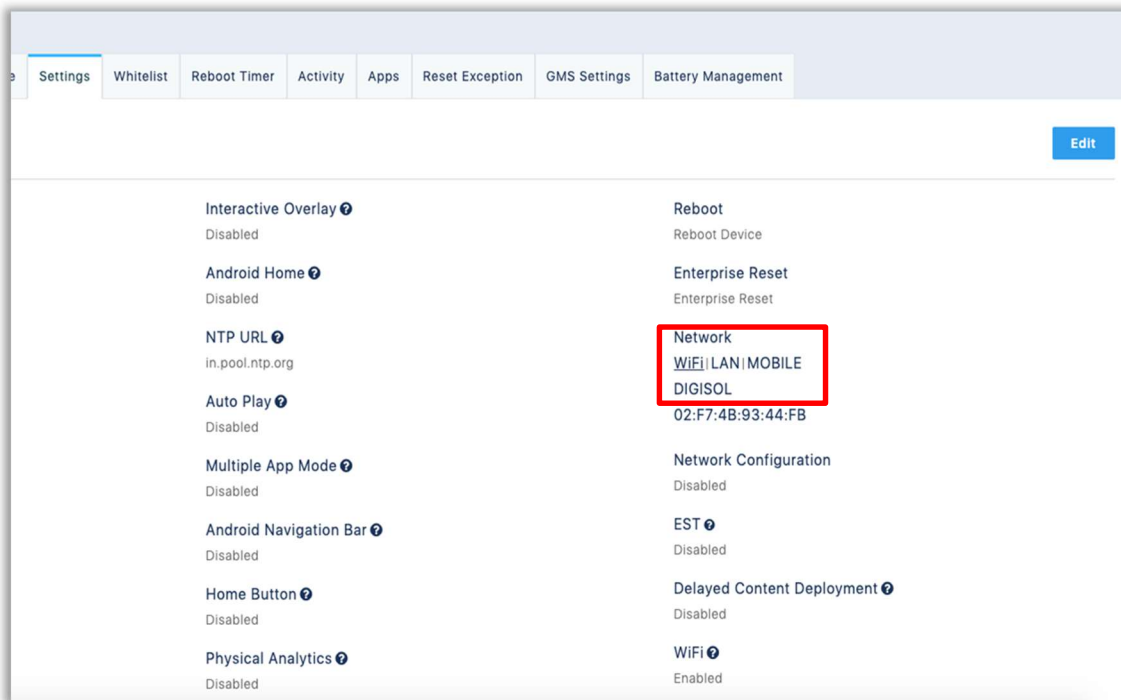 Settings Whitelist Reboot Timer Activity Apps Reset Exception GMS Settings Battery Management
Edit
Interactive Overlay
Disabled
Android Home
Disabled
NTP URL
in.pool.ntp.org
Auto Play
Disabled
Multiple App Mode
Disabled
Android Navigation Bar
Disabled
Home Button
Disabled
Physical Analytics
Disabled
Reboot
Reboot Device
Enterprise Reset
Enterprise Reset
Network
WiFi|LAN|MOBILE
DIGISOL
02:F7:4B:93:44:FB
Network Configuration
Disabled
EST
Disabled
Delayed Content Deployment
Disabled
WiFi
Enabled